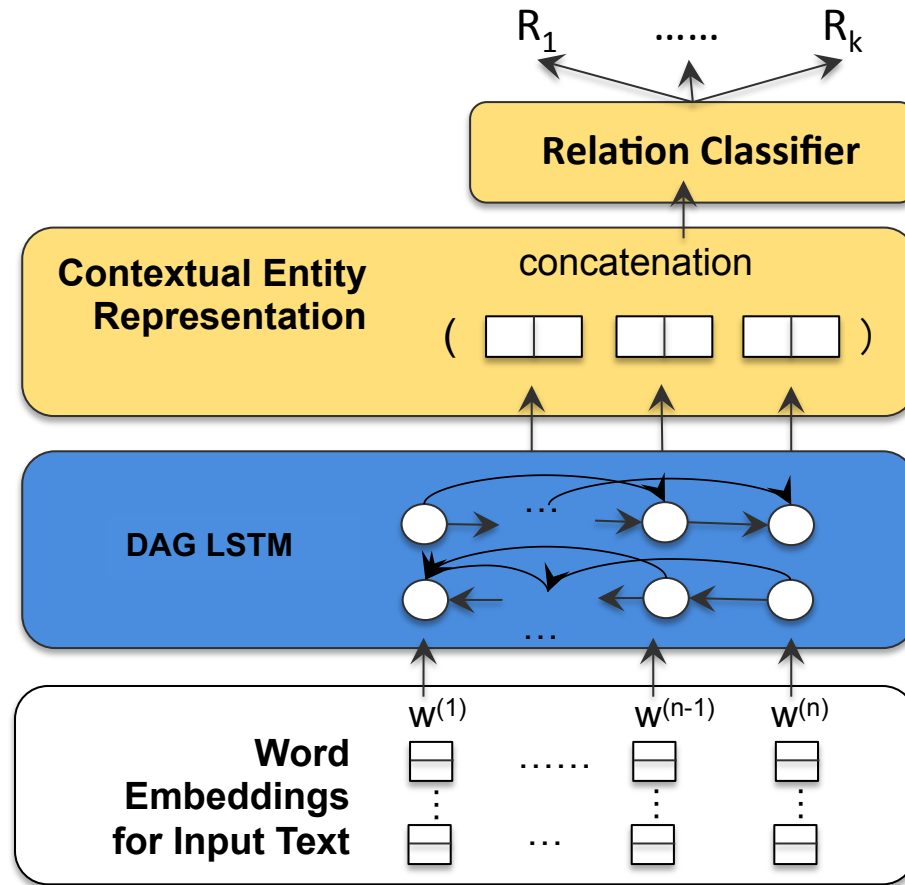 R1 ...... Rk
Relation Classifier
Contextual Entity
Representation
concatenation
( )
...
DAG LSTM
...
w(1) w(n-1) w(n)
Word
Embeddings
for Input Text
......
...